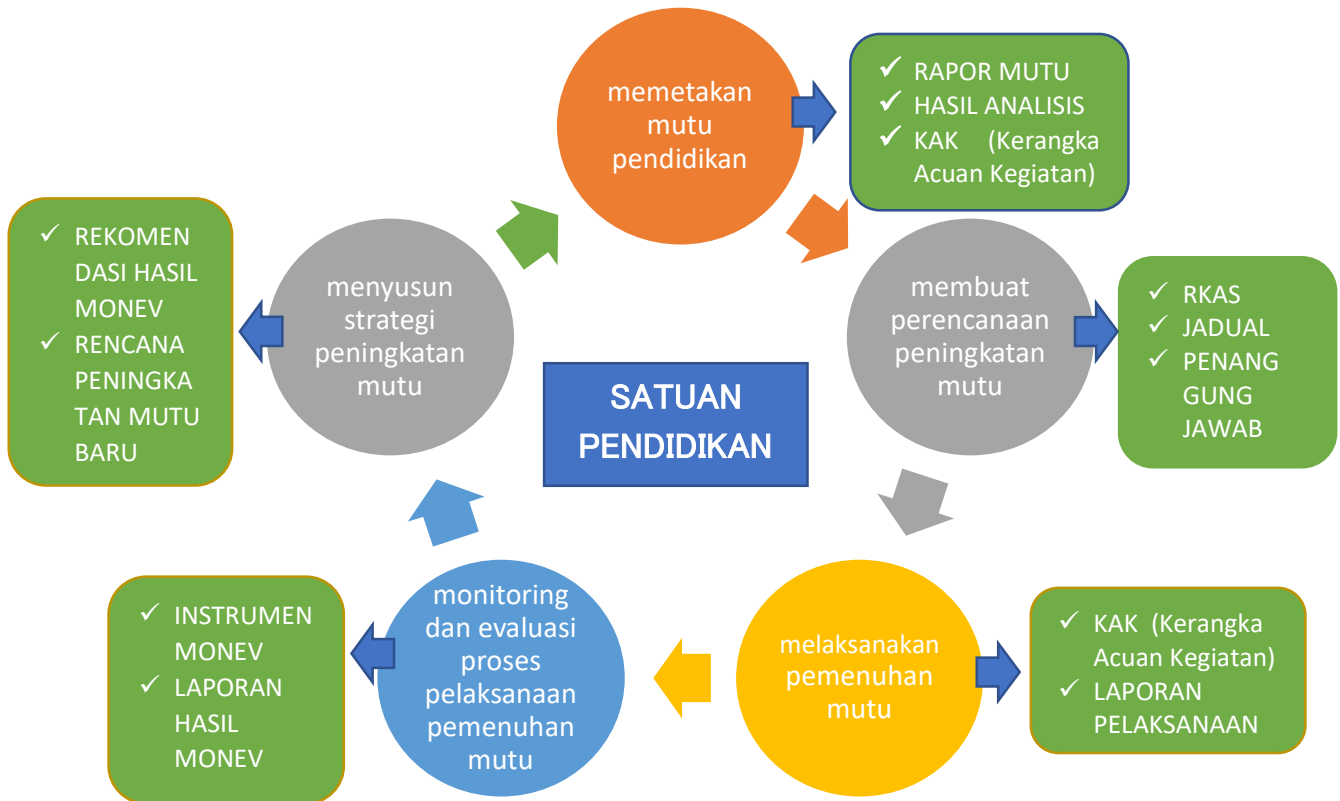 memetakan
mutu
pendidikan
✓ RAPOR MUTU
✓ HASIL ANALISIS
✓ KAK (Kerangka
Acuan Kegiatan)
membuat
perencanaan
peningkatan
mutu
✓ RKAS
✓ JADUAL
✓ PENANG
GUNG
JAWAB
melaksanakan
pemenuhan
mutu
✓ KAK (Kerangka
Acuan Kegiatan)
✓ LAPORAN
PELAKSANAAN
monitoring
dan evaluasi
proses
pelaksanaan
pemenuhan
mutu
✓ INSTRUMEN
MONEV
✓ LAPORAN
HASIL
MONEV
menyusun
strategi
peningkatan
mutu
✓ REKOMEN
DASI HASIL
MONEV
✓ RENCANA
PENINGKA
TAN MUTU
BARU
SATUAN
PENDIDIKAN